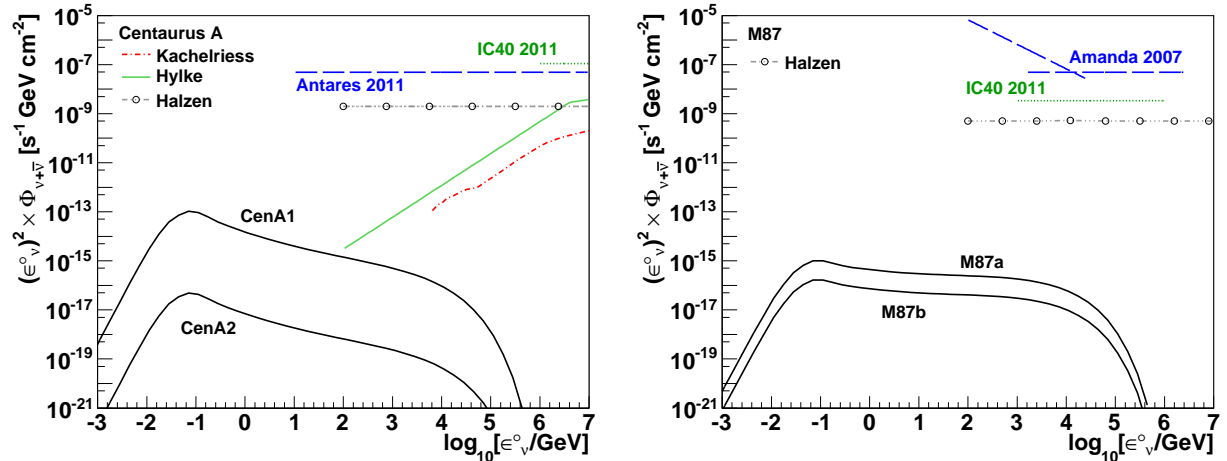 (ϵ°ν)² × Φν+ν̄ [s⁻¹ GeV cm⁻²]
10⁻⁵
10⁻⁷
10⁻⁹
10⁻¹¹
10⁻¹³
10⁻¹⁵
10⁻¹⁷
10⁻¹⁹
10⁻²¹
Centaurus A
Kachelriess
Hylke
Halzen
IC40 2011
Antares 2011
CenA1
CenA2
-3 -2 -1 0 1 2 3 4 5 6 7
log₁₀[ϵ°ν/GeV]
(ϵ°ν)² × Φν+ν̄ [s⁻¹ GeV cm⁻²]
10⁻⁵
10⁻⁷
10⁻⁹
10⁻¹¹
10⁻¹³
10⁻¹⁵
10⁻¹⁷
10⁻¹⁹
10⁻²¹
M87
Halzen
Amanda 2007
IC40 2011
M87a
M87b
-3 -2 -1 0 1 2 3 4 5 6 7
log₁₀[ϵ°ν/GeV]